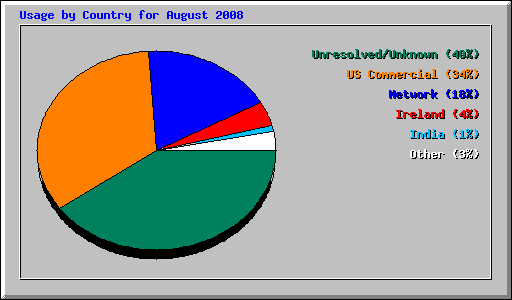 Usage by Country for August 2008
Unresolved/Unknown (40%)
US Commercial (34%)
Network (18%)
Ireland (4%)
India (1%)
Other (3%)